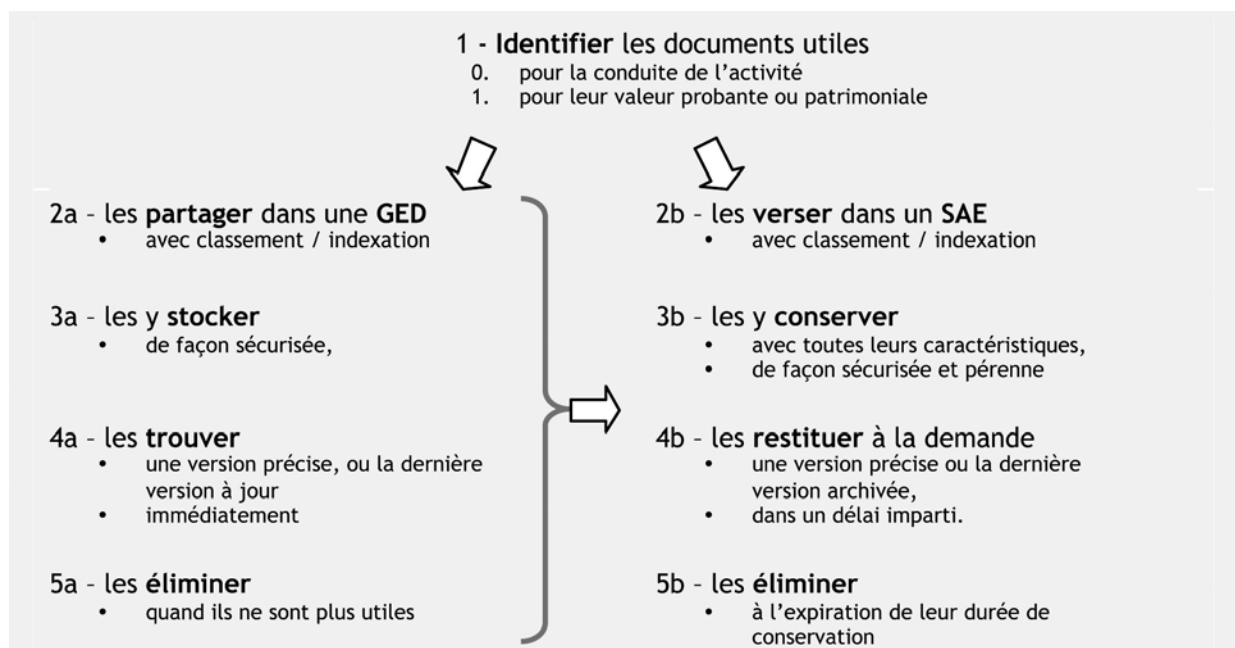 1 - Identifier les documents utiles
0. pour la conduite de l’activité
1. pour leur valeur probante ou patrimoniale
2a – les partager dans une GED
• avec classement / indexation
3a – les y stocker
• de façon sécurisée,
4a – les trouver
• une version précise, ou la dernière
version à jour
• immédiatement
5a – les éliminer
• quand ils ne sont plus utiles
2b – les verser dans un SAE
• avec classement / indexation
3b – les y conserver
• avec toutes leurs caractéristiques,
• de façon sécurisée et pérenne
4b – les restituer à la demande
• une version précise ou la dernière
version archivée,
• dans un délai imparti.
5b – les éliminer
• à l’expiration de leur durée de
conservation